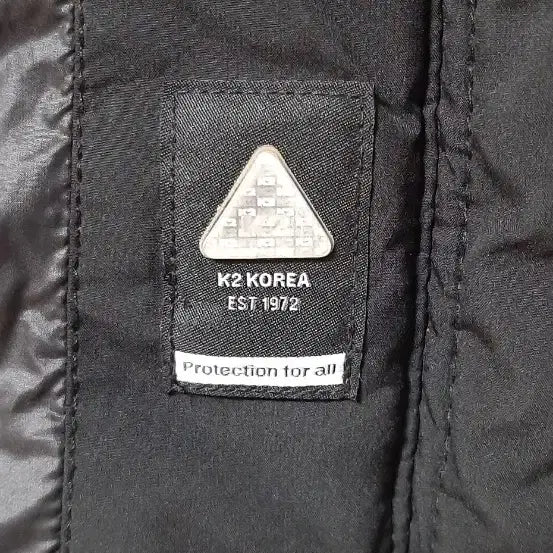 K2 KOREA
EST 1972
Protection for all